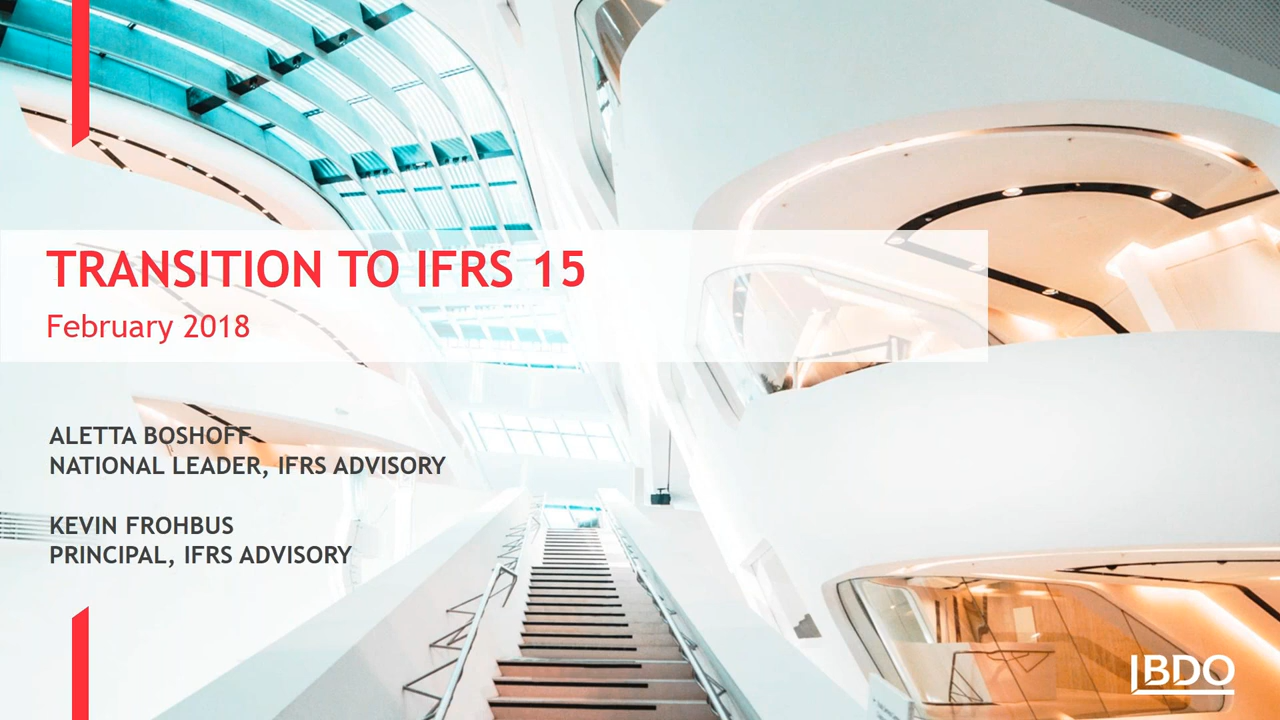 TRANSITION TO IFRS 15
February 2018
ALETTA BOSHOFF
NATIONAL LEADER, IFRS ADVISORY
KEVIN FROHBUS
PRINCIPAL, IFRS ADVISORY
BDO